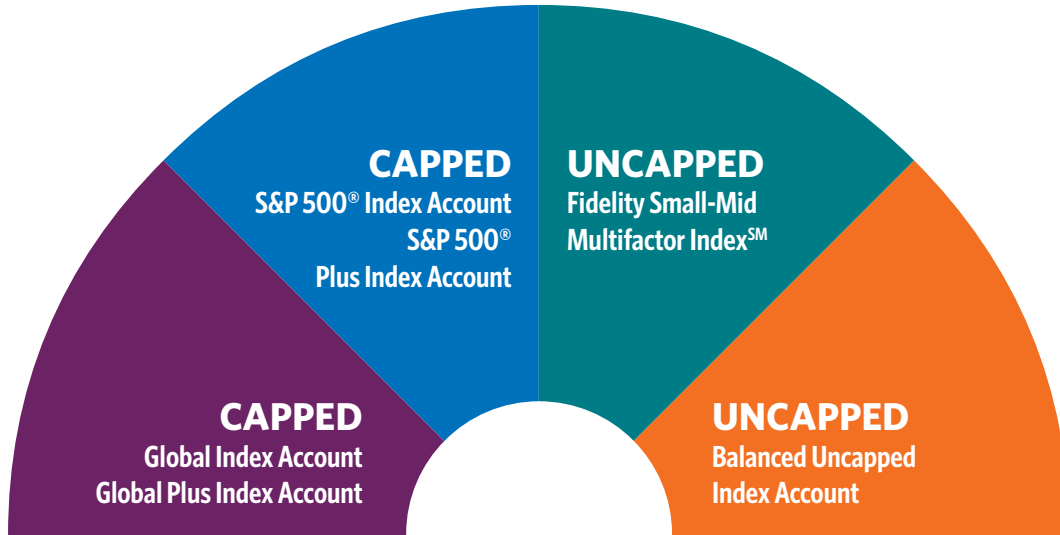 CAPPED
S&P 500® Index Account
S&P 500®
Plus Index Account
UNCAPPED
Fidelity Small-Mid
Multifactor Index℠
CAPPED
Global Index Account
Global Plus Index Account
UNCAPPED
Balanced Uncapped
Index Account